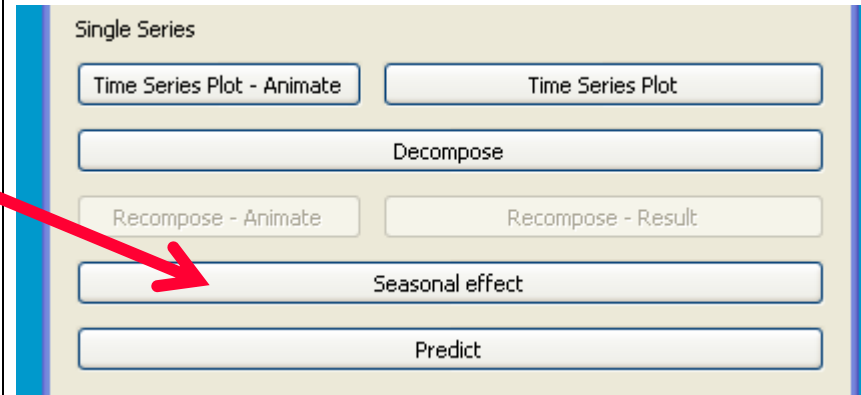 Single Series
Time Series Plot - Animate
Time Series Plot
Decompose
Recompose - Animate
Recompose - Result
Seasonal effect
Predict